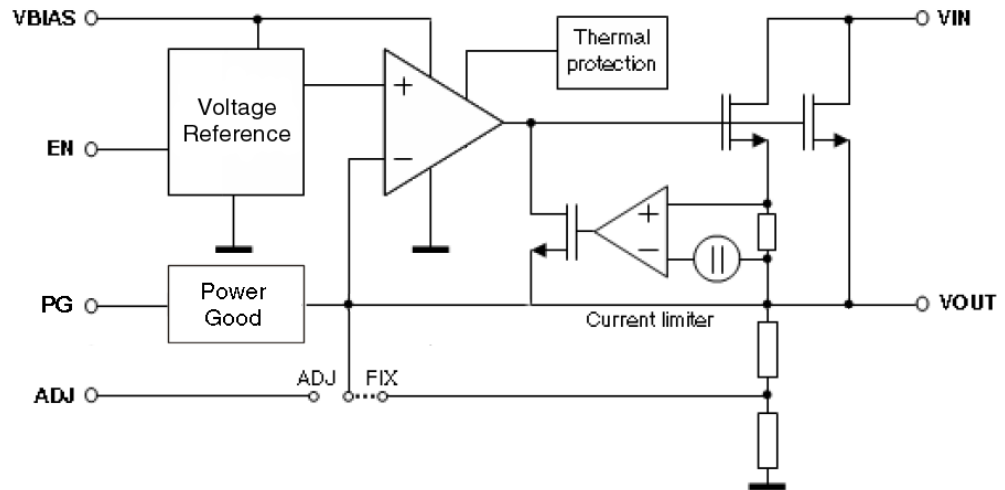 VBIAS
VIN
Thermal
protection
Voltage
Reference
+
−
EN
+
−
PG
Power
Good
Current limiter
VOUT
ADJ
ADJ
FIX